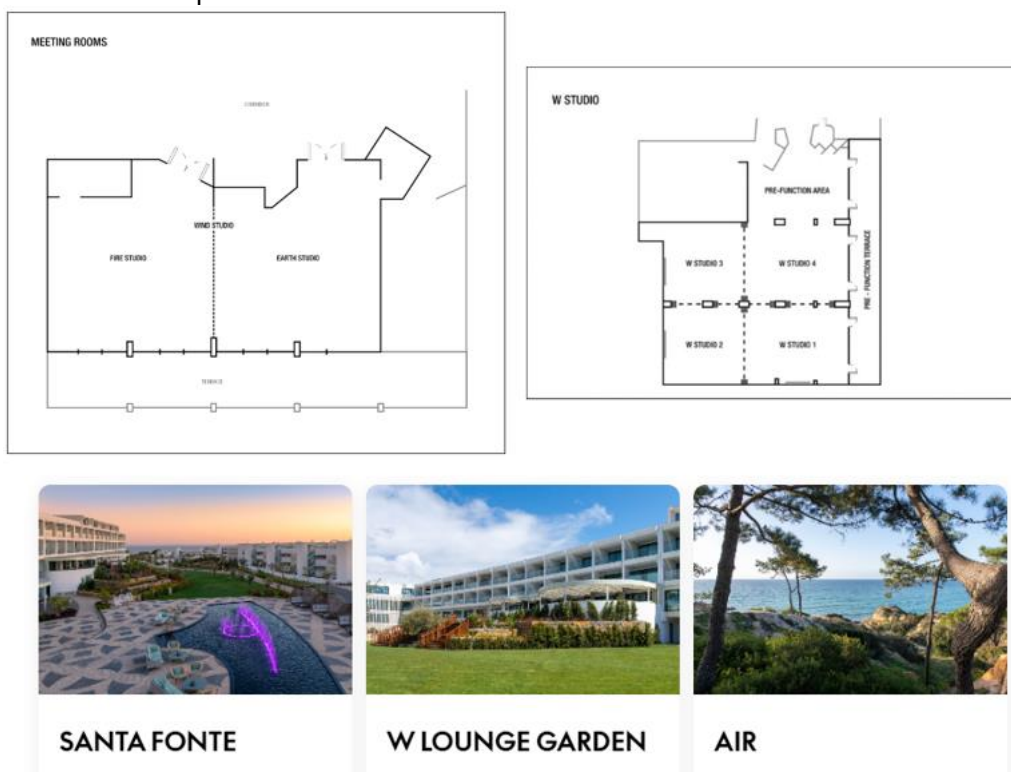 MEETING ROOMS
CORRIDOR
WIND STUDIO
FIRE STUDIO
EARTH STUDIO
TERRACE
W STUDIO
PRE-FUNCTION AREA
W STUDIO 3
W STUDIO 4
PRE - FUNCTION TERRACE
W STUDIO 2
W STUDIO 1
SANTA FONTE
W LOUNGE GARDEN
AIR